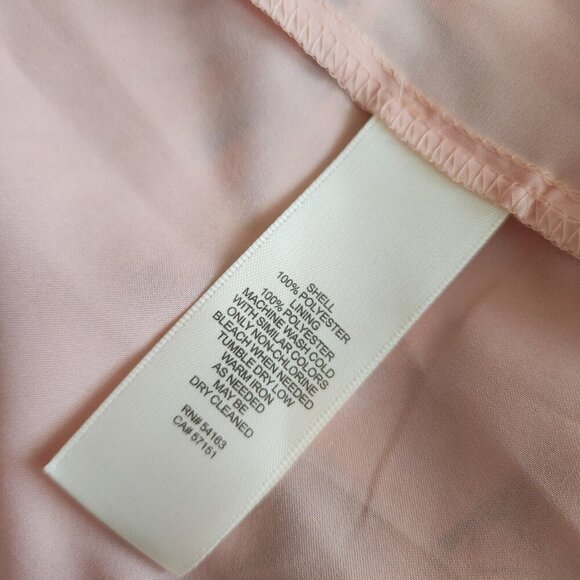 SHELL
100% POLYESTER
LINING
100% POLYESTER
MACHINE WASH COLD
WITH SIMILAR COLORS
ONLY NON-CHLORINE
BLEACH WHEN NEEDED
TUMBLE DRY LOW
WARM IRON
AS NEEDED
MAY BE
DRY CLEANED
RN# 54163
CA# 57151